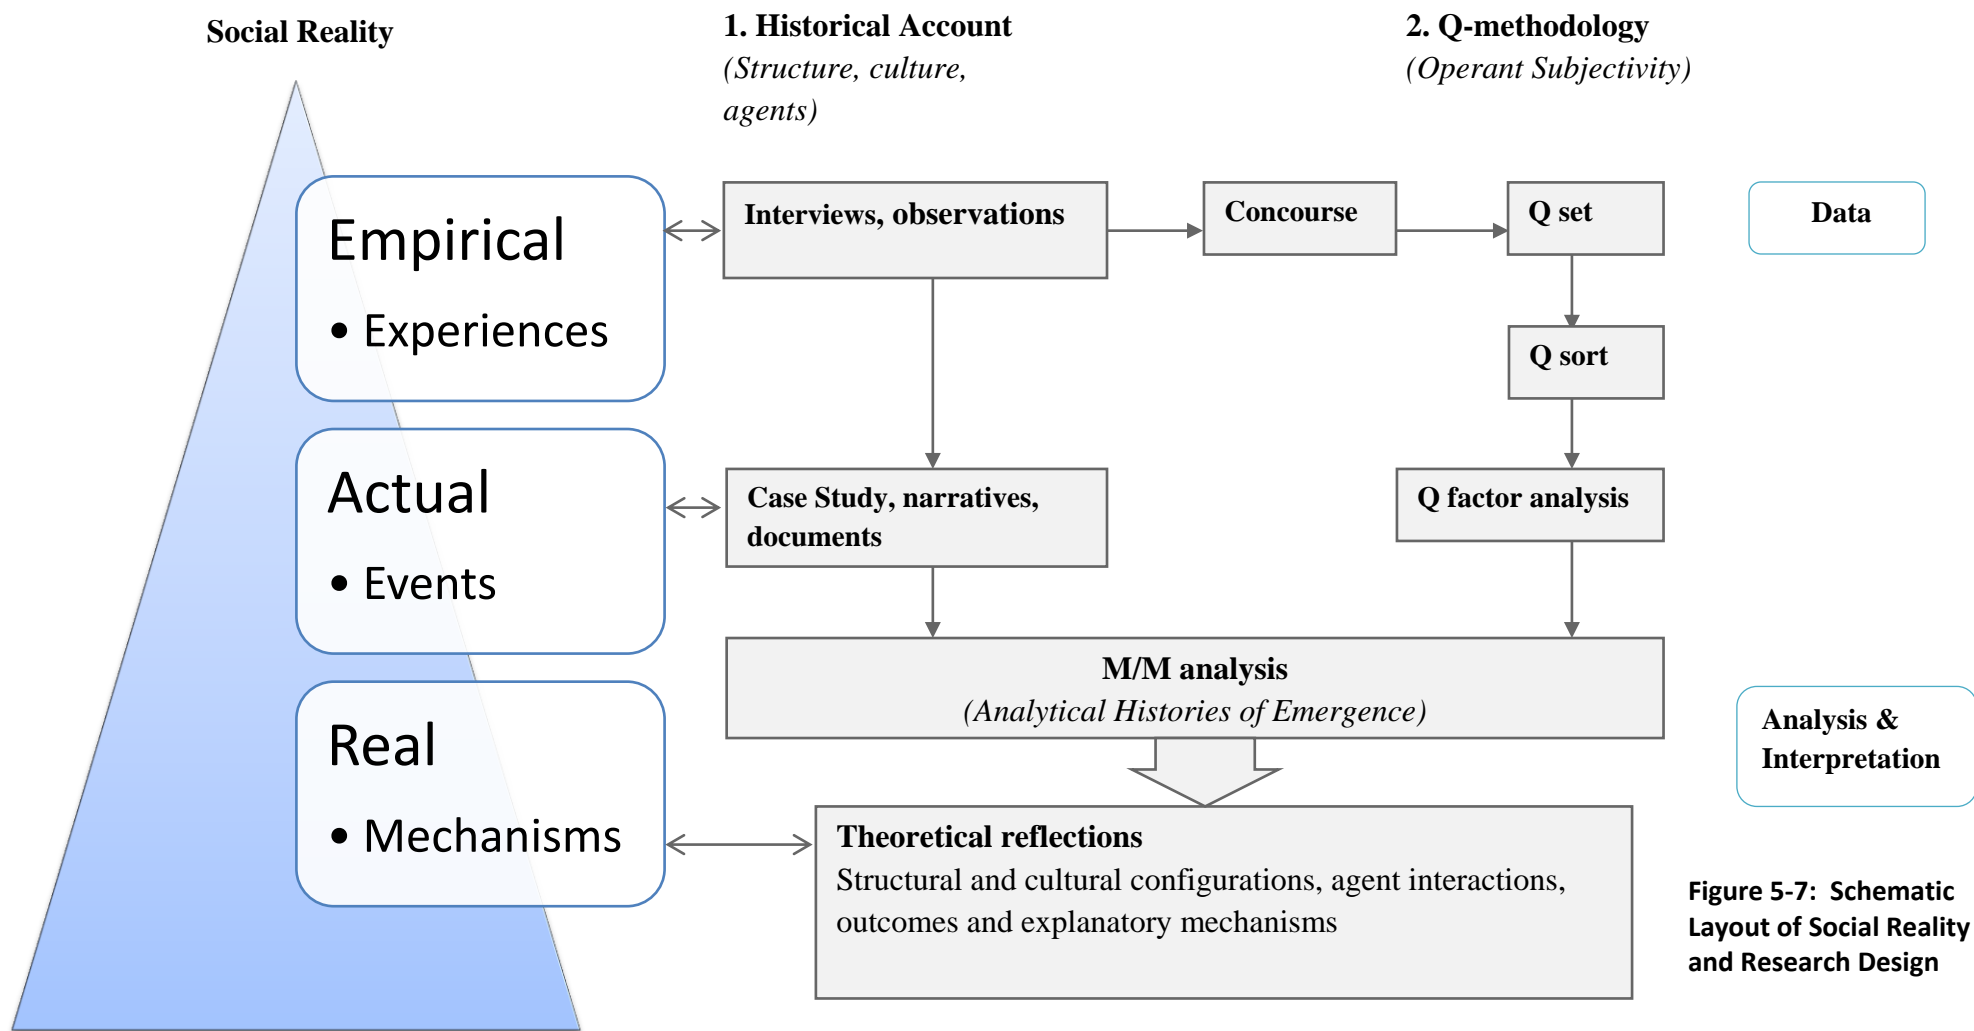 Social Reality
1. Historical Account
(Structure, culture,
agents)
2. Q-methodology
(Operant Subjectivity)
Empirical
• Experiences
Interviews, observations
Concourse
Q set
Data
Q sort
Actual
• Events
Case Study, narratives,
documents
Q factor analysis
M/M analysis
(Analytical Histories of Emergence)
Real
• Mechanisms
Analysis &
Interpretation
Theoretical reflections
Structural and cultural configurations, agent interactions,
outcomes and explanatory mechanisms
Figure 5-7:  Schematic
Layout of Social Reality
and Research Design